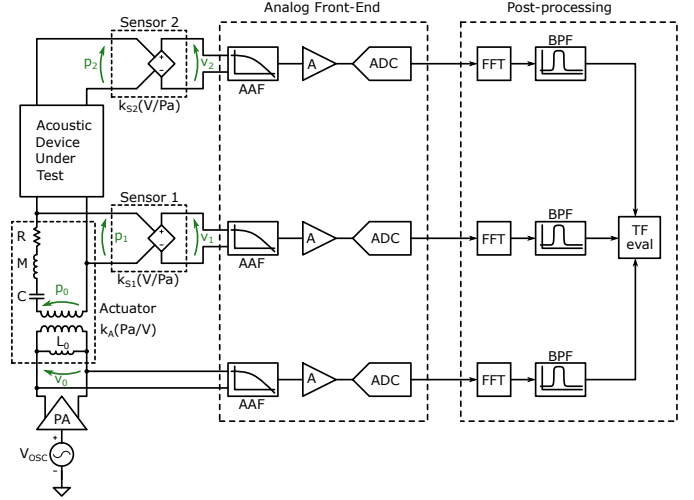 Analog Front-End
Post-processing
Sensor 2
p2
v2
kS2(V/Pa)
AAF
A
ADC
FFT
BPF
Acoustic
Device
Under
Test
Sensor 1
p1
v1
kS1(V/Pa)
AAF
A
ADC
FFT
BPF
TF
eval
R
M
C
p0
Actuator
kA(Pa/V)
L0
v0
AAF
A
ADC
FFT
BPF
PA
VOSC